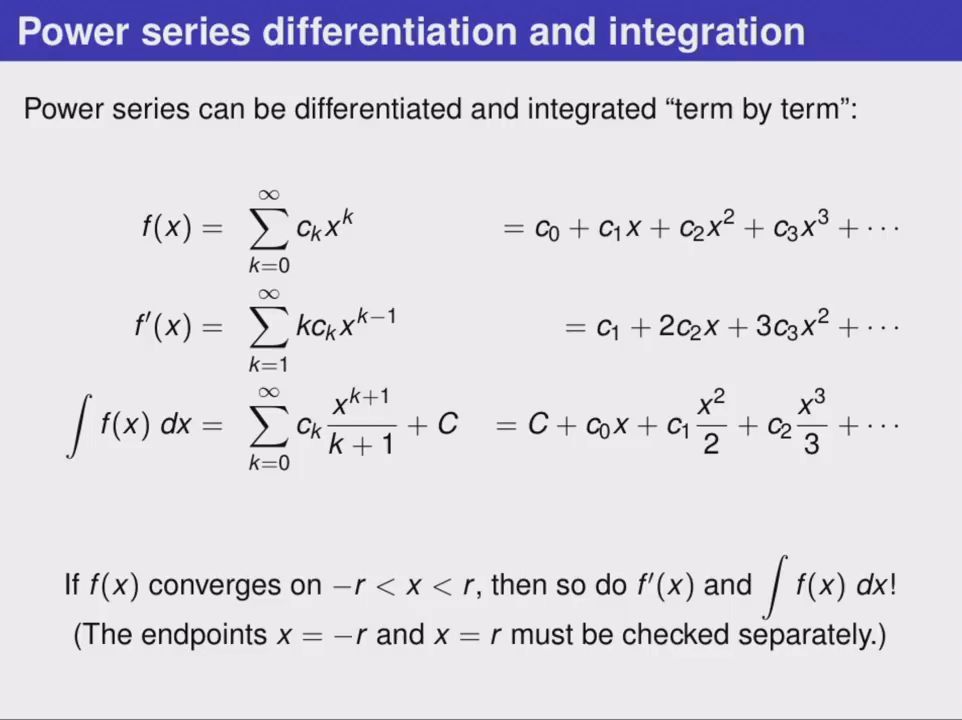 Power series differentiation and integration
Power series can be differentiated and integrated “term by term”:
f(x) = ∑_{k=0}^{∞} c_k x^k = c_0 + c_1 x + c_2 x^2 + c_3 x^3 + ⋯
f′(x) = ∑_{k=1}^{∞} k c_k x^{k−1} = c_1 + 2c_2 x + 3c_3 x^2 + ⋯
∫ f(x) dx = ∑_{k=0}^{∞} c_k \frac{x^{k+1}}{k+1} + C = C + c_0 x + c_1 \frac{x^2}{2} + c_2 \frac{x^3}{3} + ⋯
If f(x) converges on −r < x < r, then so do f′(x) and ∫ f(x) dx!
(The endpoints x = −r and x = r must be checked separately.)